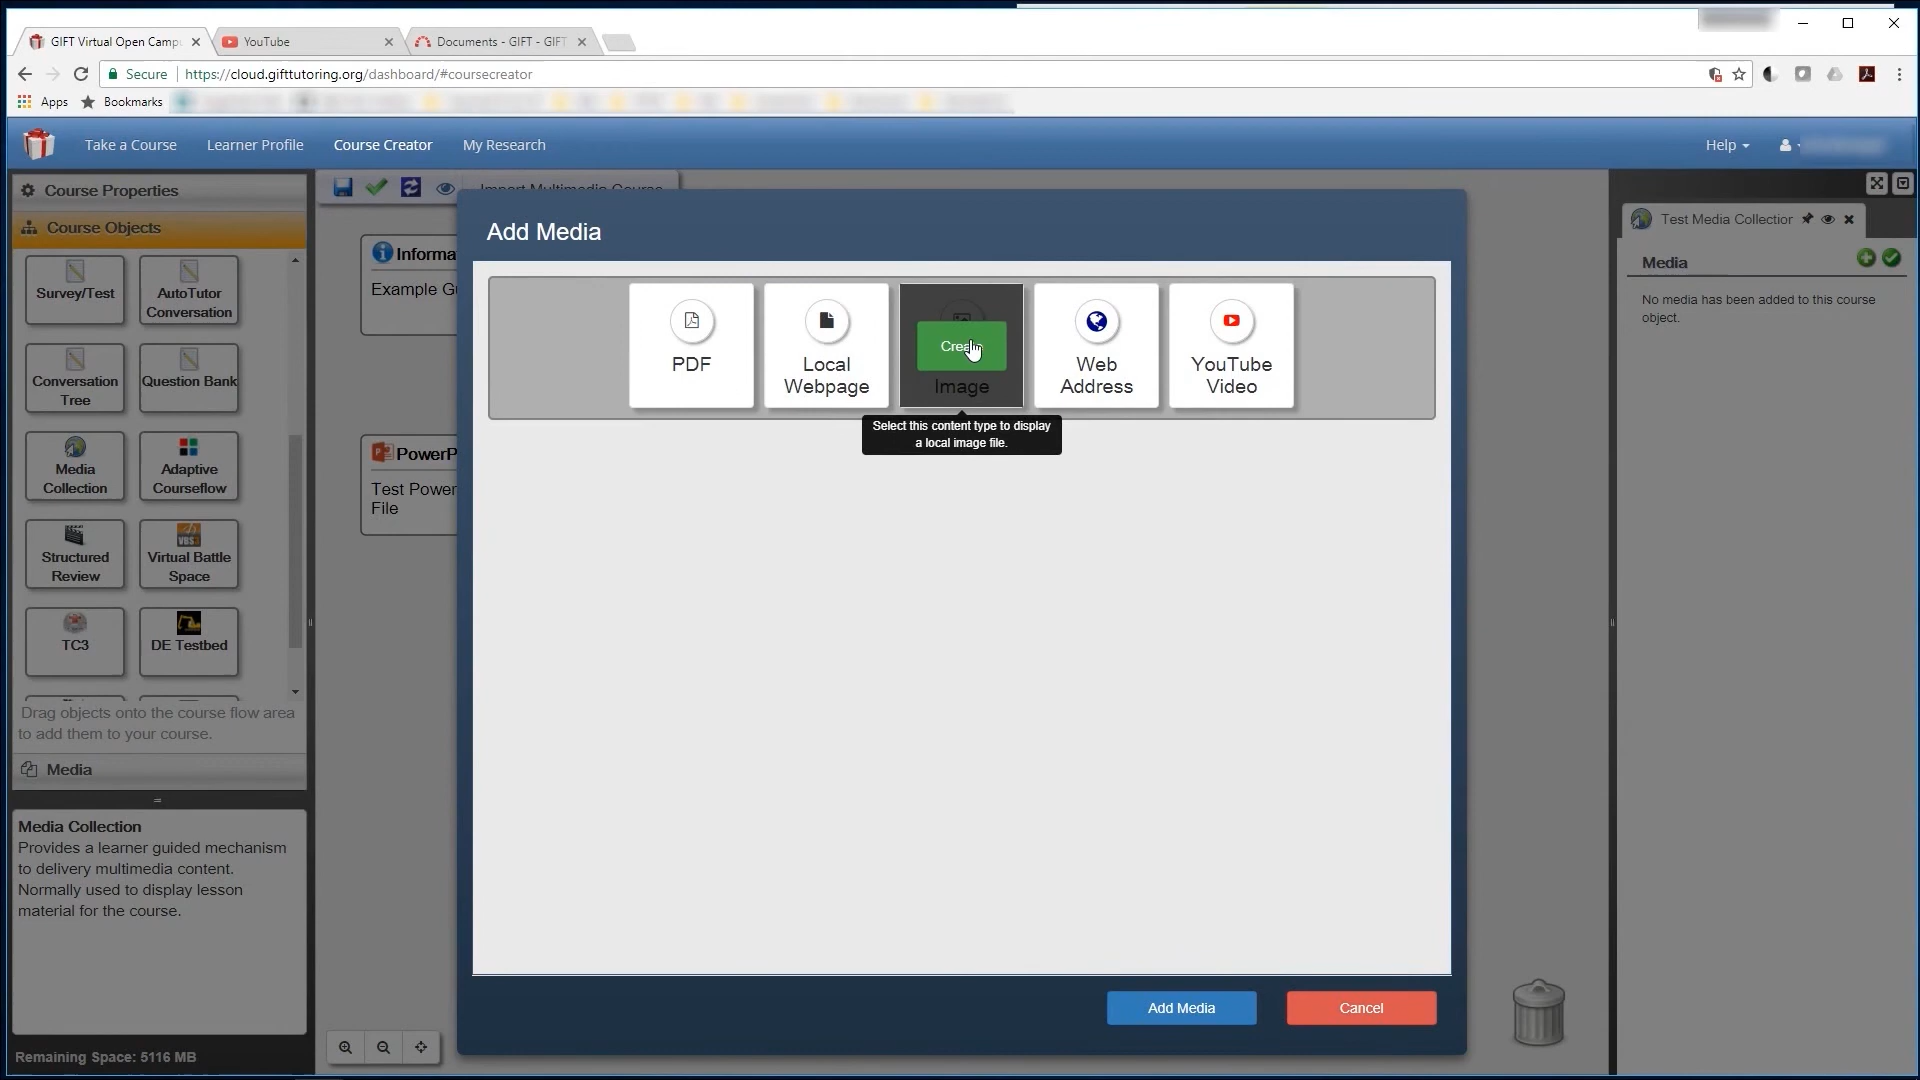 GIFT Virtual Open Camp
YouTube
Documents - GIFT - GIFT
Secure
https://cloud.gifttutoring.org/dashboard/#coursecreator
Apps
Bookmarks
Take a Course
Learner Profile
Course Creator
My Research
Help
Course Properties
Course Objects
Survey/Test
AutoTutor
Conversation
Conversation
Tree
Question Bank
Media
Collection
Adaptive
Courseflow
Structured
Review
VBS3
Virtual Battle
Space
TC3
DE Testbed
Drag objects onto the course flow area
to add them to your course.
Media
Media Collection
Provides a learner guided mechanism
to delivery multimedia content.
Normally used to display lesson
material for the course.
Remaining Space: 5116 MB
Import Multimedia Course
Informa
Example Gu
PowerP
Test Power
File
Add Media
PDF
Local
Webpage
Create
Image
Web
Address
YouTube
Video
Select this content type to display
a local image file.
Add Media
Cancel
Test Media Collection
Media
No media has been added to this course
object.